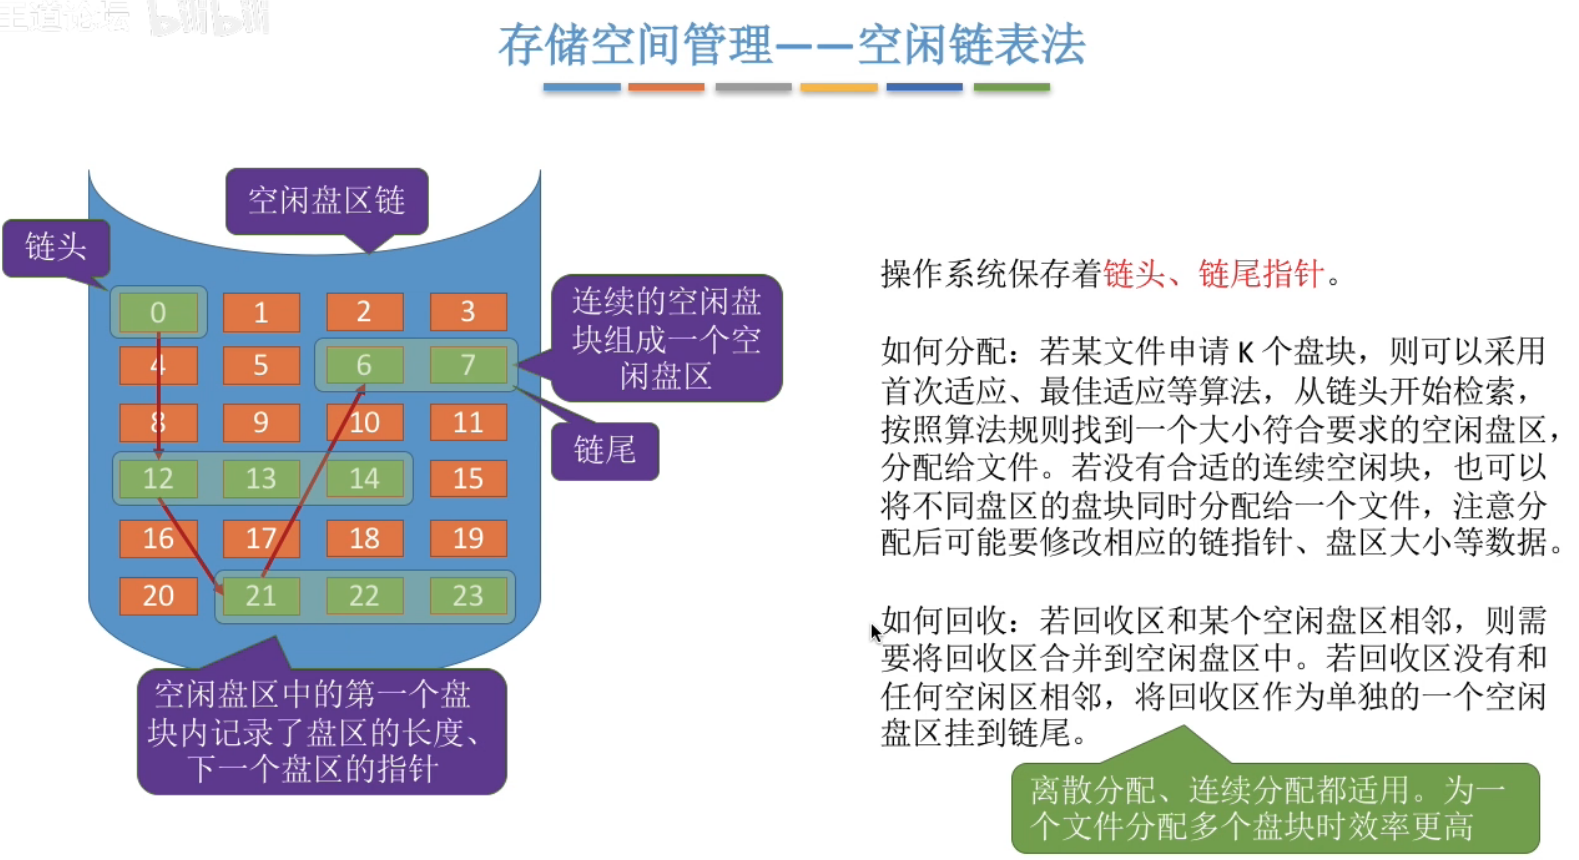 王道论坛 bilibili
存储空间管理——空闲链表法
空闲盘区链
链头
0 1 2 3
4 5 6 7
8 9 10 11
12 13 14 15
16 17 18 19
20 21 22 23
连续的空闲盘
块组成一个空
闲盘区
链尾
空闲盘区中的第一个盘
块内记录了盘区的长度、
下一个盘区的指针
操作系统保存着链头、链尾指针。
如何分配：若某文件申请 K 个盘块，则可以采用
首次适应、最佳适应等算法，从链头开始检索，
按照算法规则找到一个大小符合要求的空闲盘区，
分配给文件。若没有合适的连续空闲块，也可以
将不同盘区的盘块同时分配给一个文件，注意分
配后可能要修改相应的链指针、盘区大小等数据。
如何回收：若回收区和某个空闲盘区相邻，则需
要将回收区合并到空闲盘区中。若回收区没有和
任何空闲区相邻，将回收区作为单独的一个空闲
盘区挂到链尾。
离散分配、连续分配都适用。为一
个文件分配多个盘块时效率更高